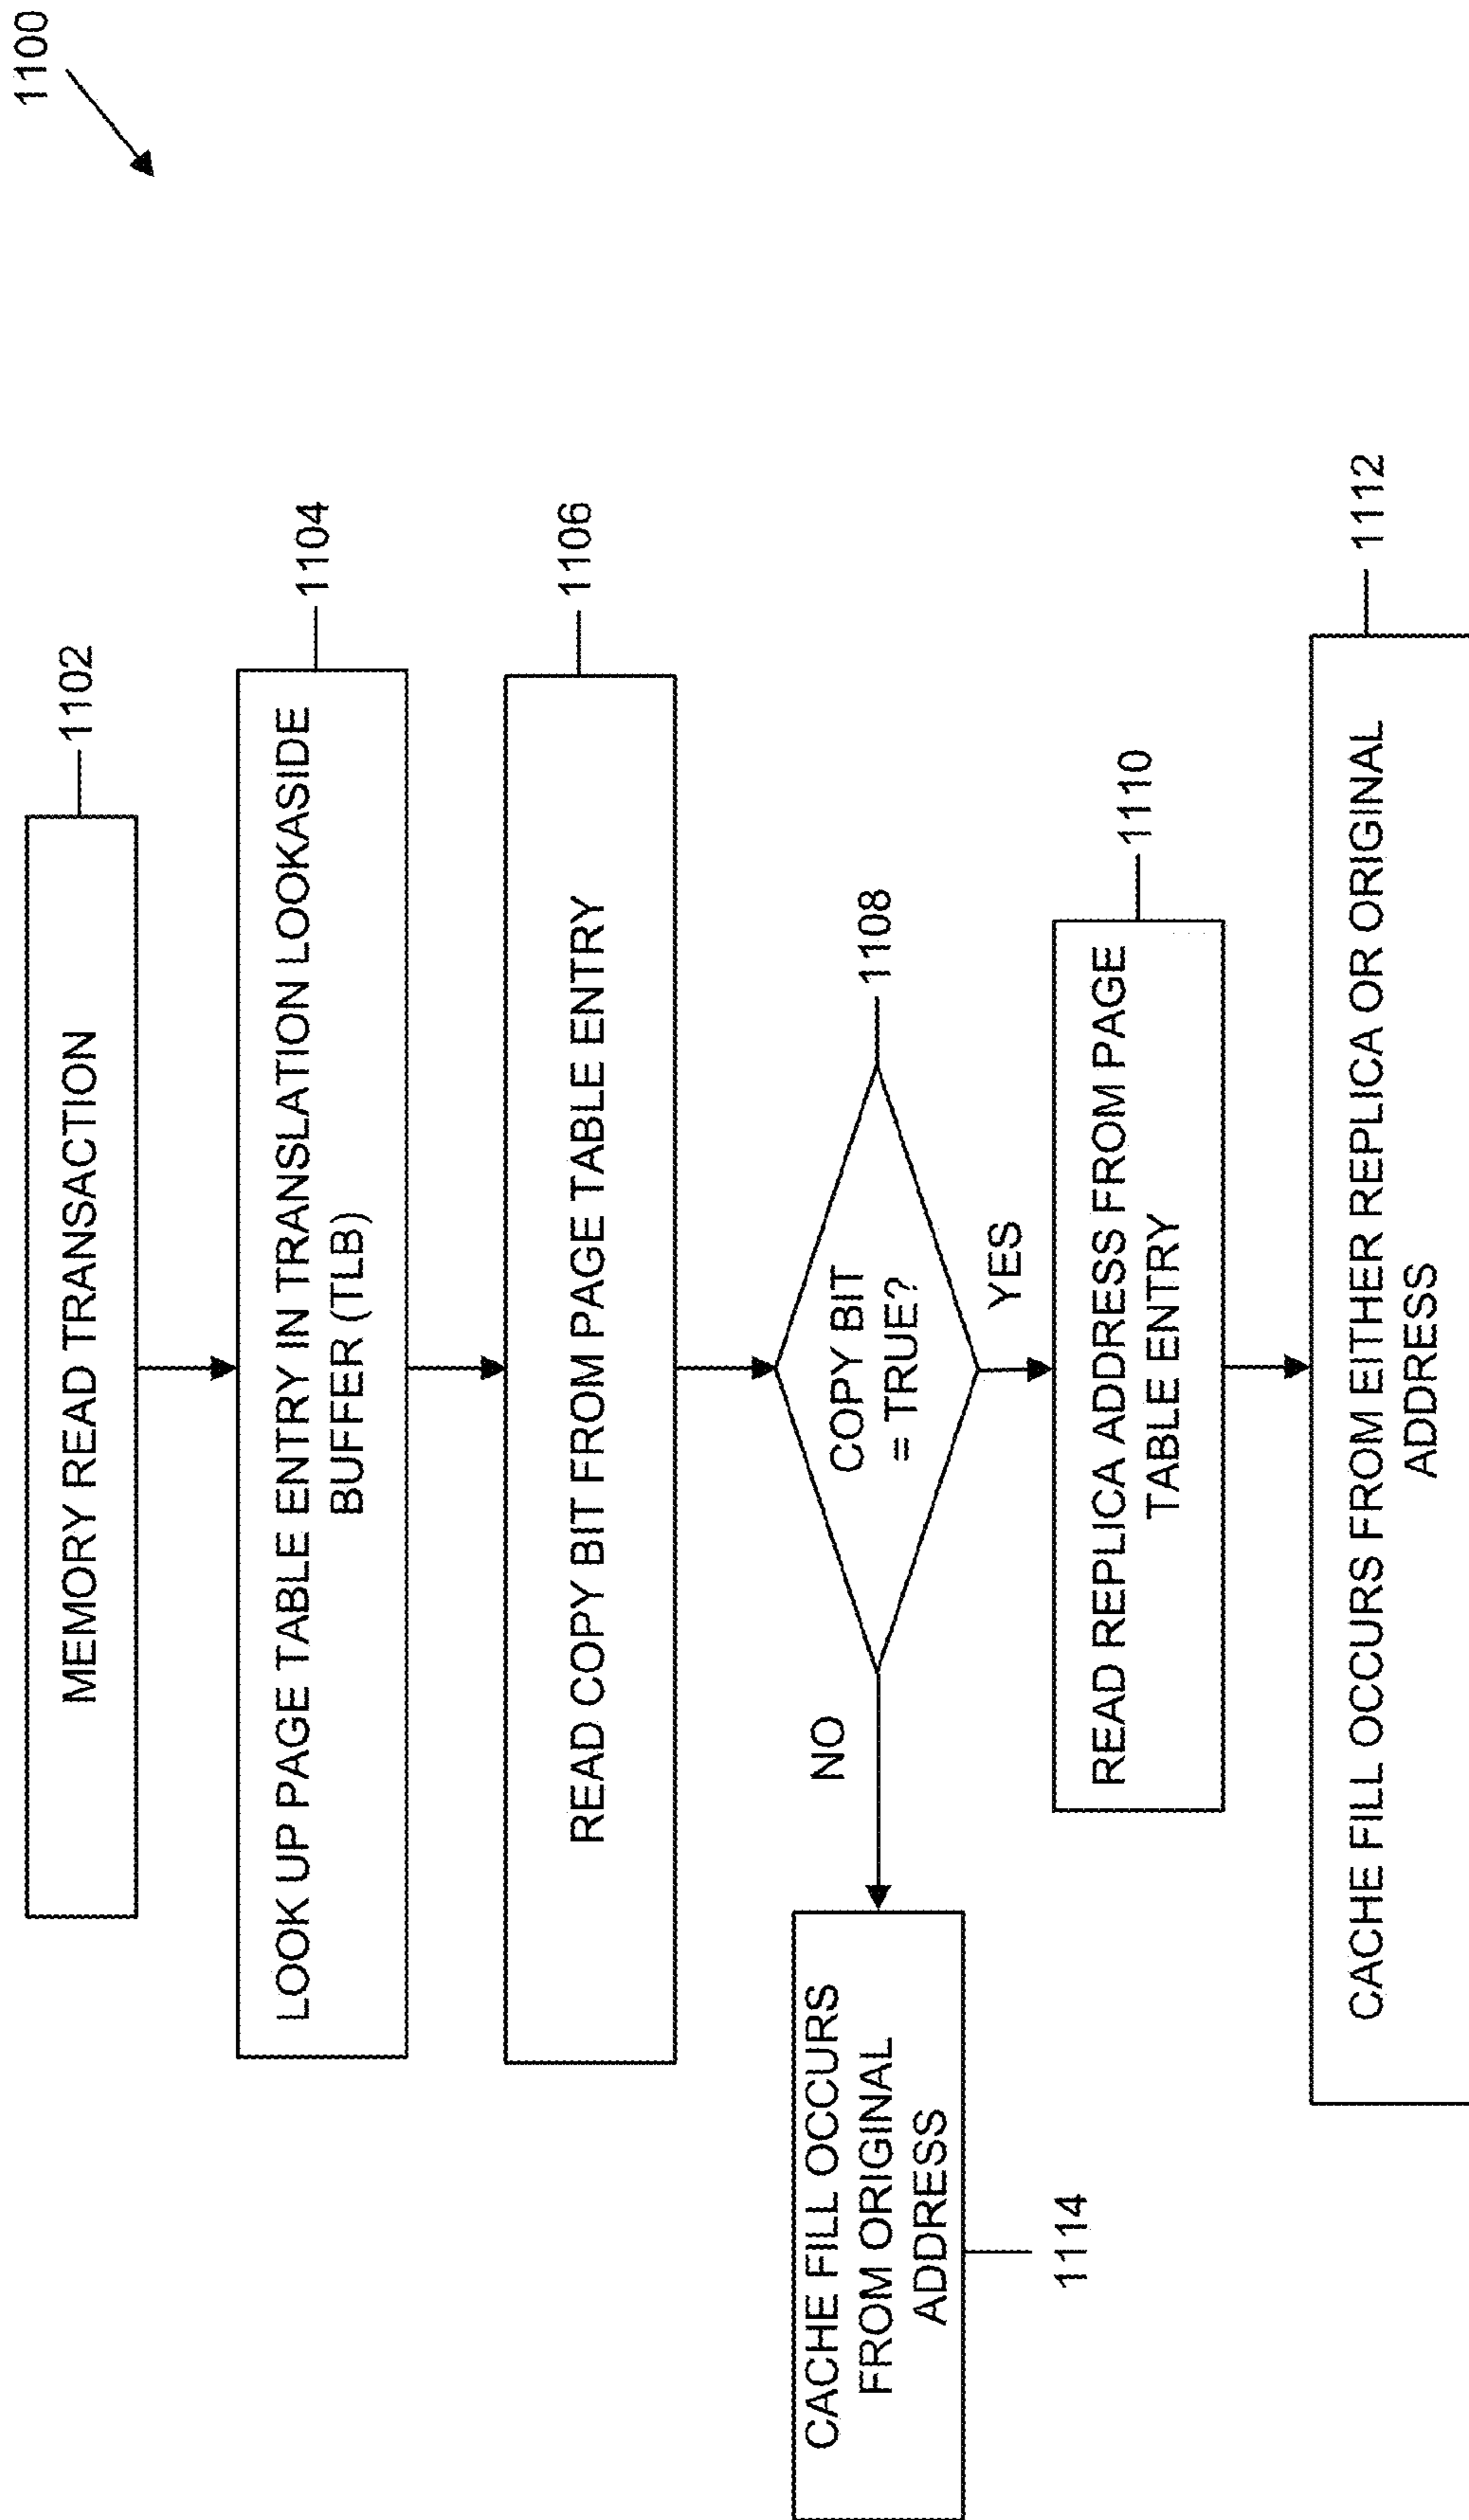 1100
MEMORY READ TRANSACTION
1102
LOOK UP PAGE TABLE ENTRY IN TRANSLATION LOOKASIDE
BUFFER (TLB)
1104
READ COPY BIT FROM PAGE TABLE ENTRY
1106
COPY BIT
= TRUE?
1108
NO
YES
CACHE FILL OCCURS
FROM ORIGINAL
ADDRESS
1114
READ REPLICA ADDRESS FROM PAGE
TABLE ENTRY
1110
CACHE FILL OCCURS FROM EITHER REPLICA OR ORIGINAL
ADDRESS
1112